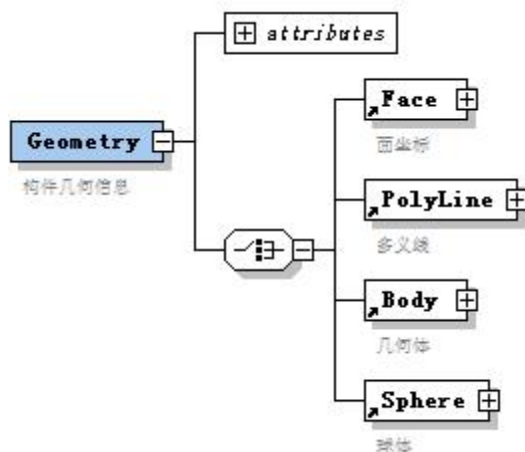 attributes
Geometry
构件几何信息
Face
面坐标
PolyLine
多义线
Body
几何体
Sphere
球体